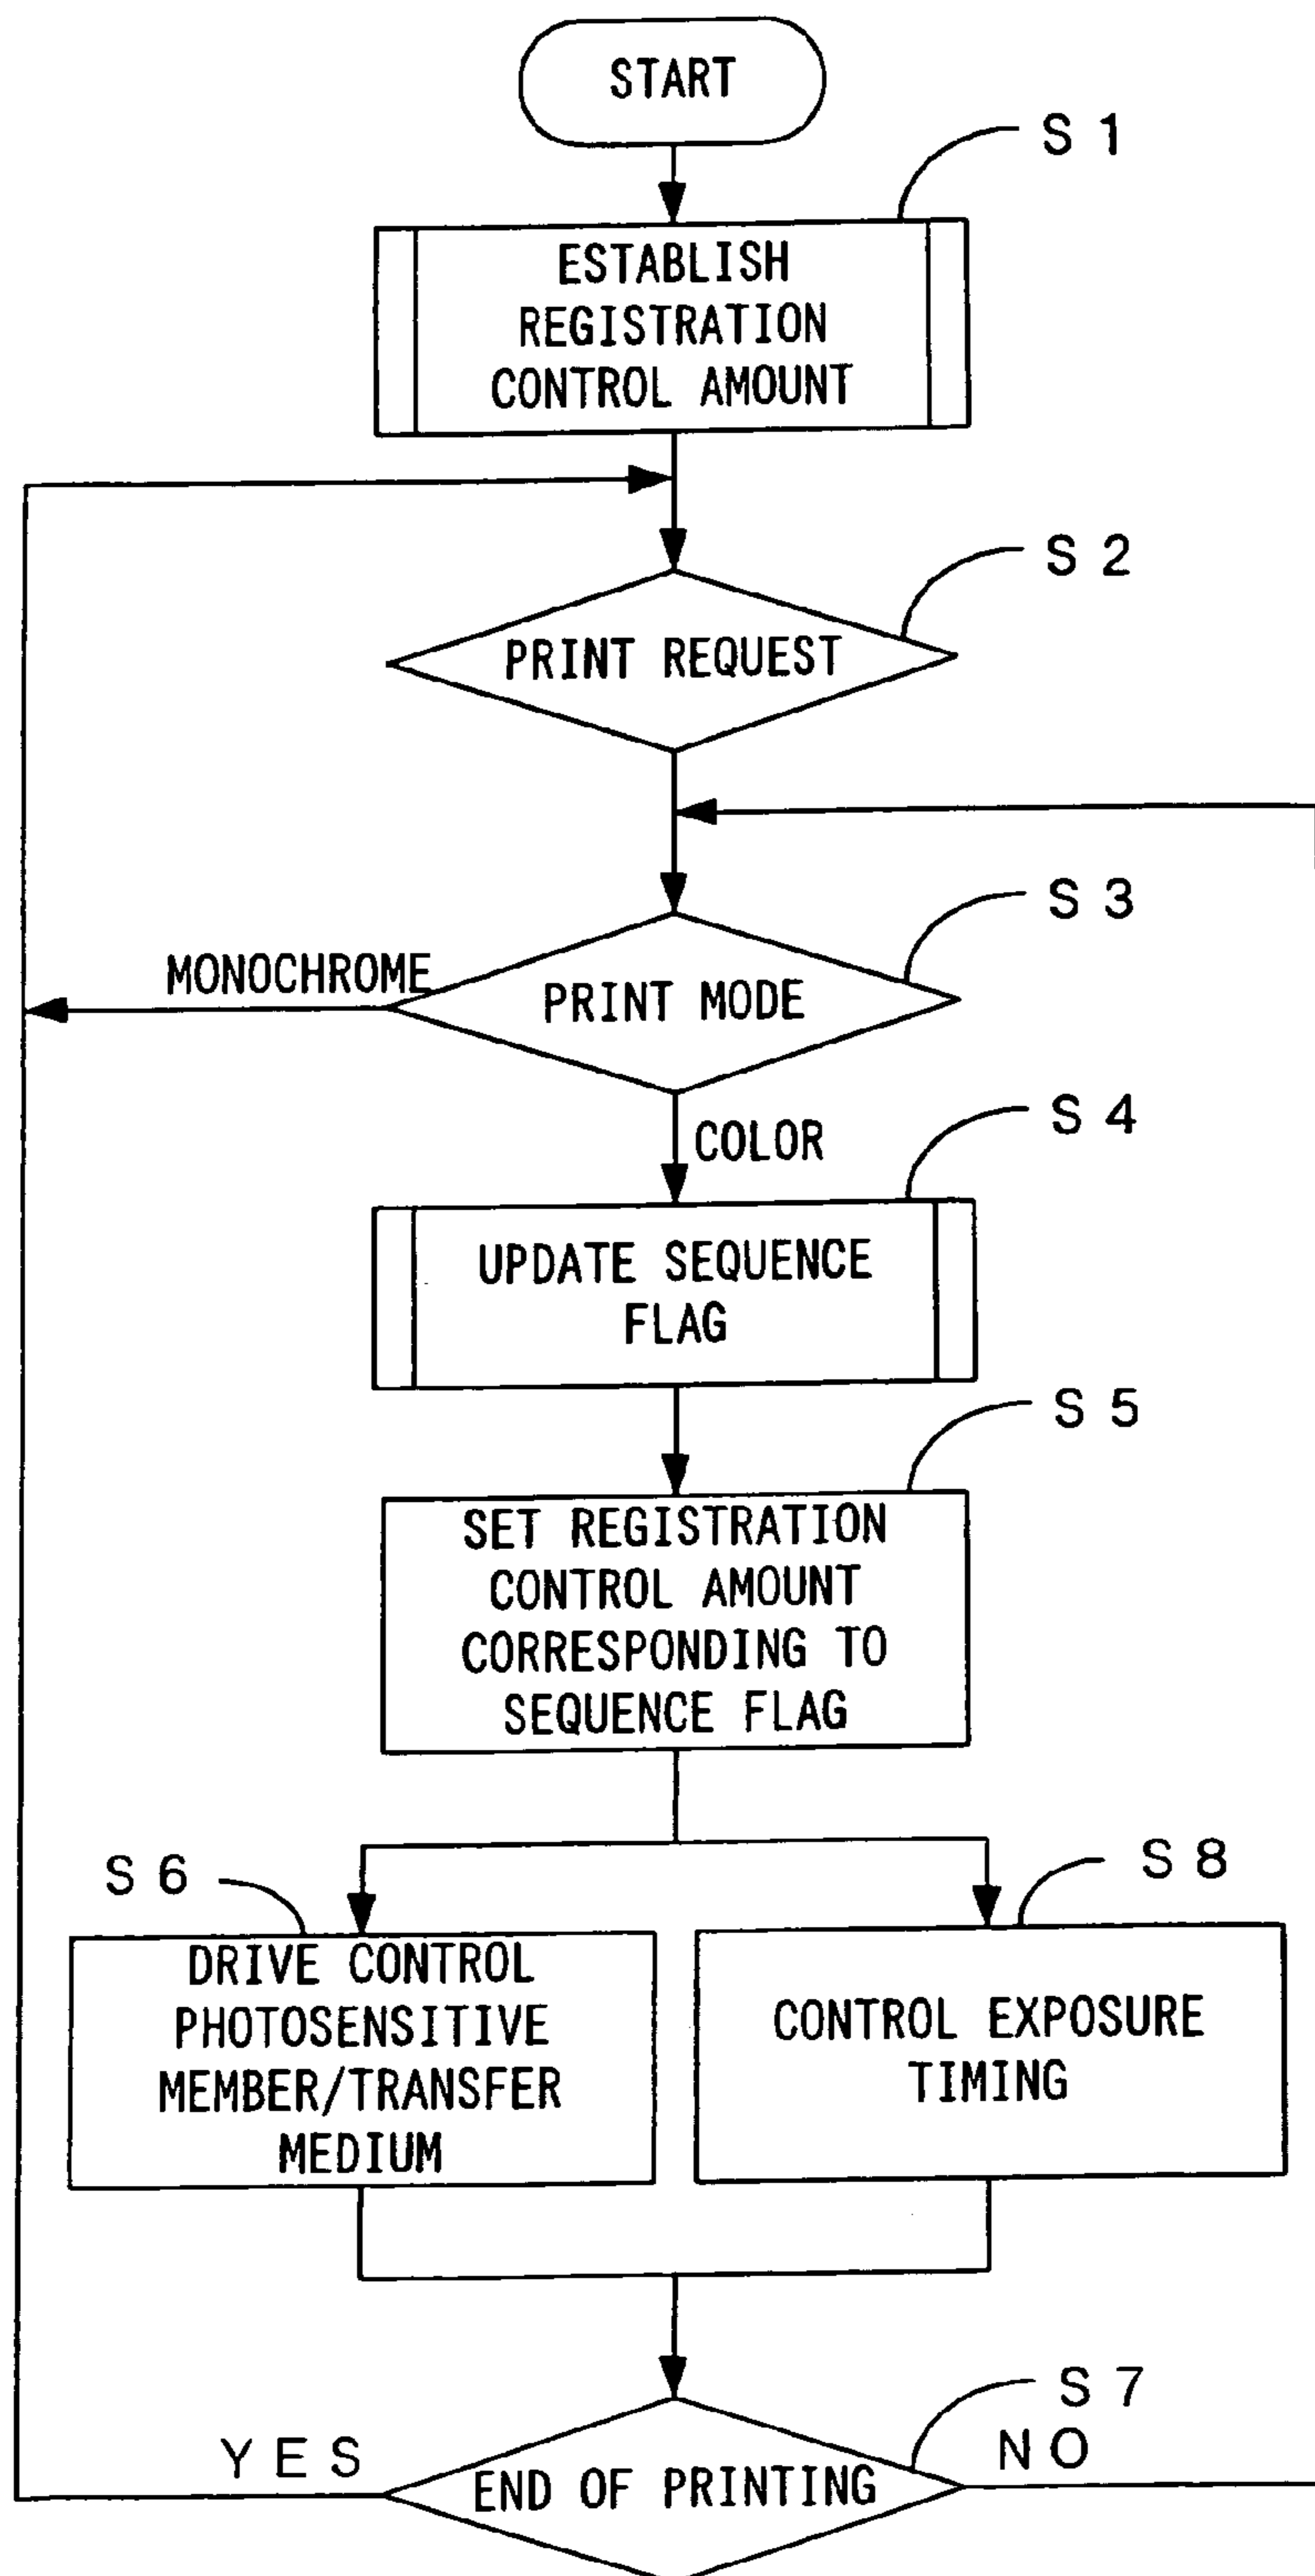 START
S 1
ESTABLISH
REGISTRATION
CONTROL AMOUNT
S 2
PRINT REQUEST
S 3
MONOCHROME
PRINT MODE
S 4
COLOR
UPDATE SEQUENCE
FLAG
S 5
SET REGISTRATION
CONTROL AMOUNT
CORRESPONDING TO
SEQUENCE FLAG
S 6
DRIVE CONTROL
PHOTOSENSITIVE
MEMBER/TRANSFER
MEDIUM
S 8
CONTROL EXPOSURE
TIMING
S 7
YES
NO
END OF PRINTING